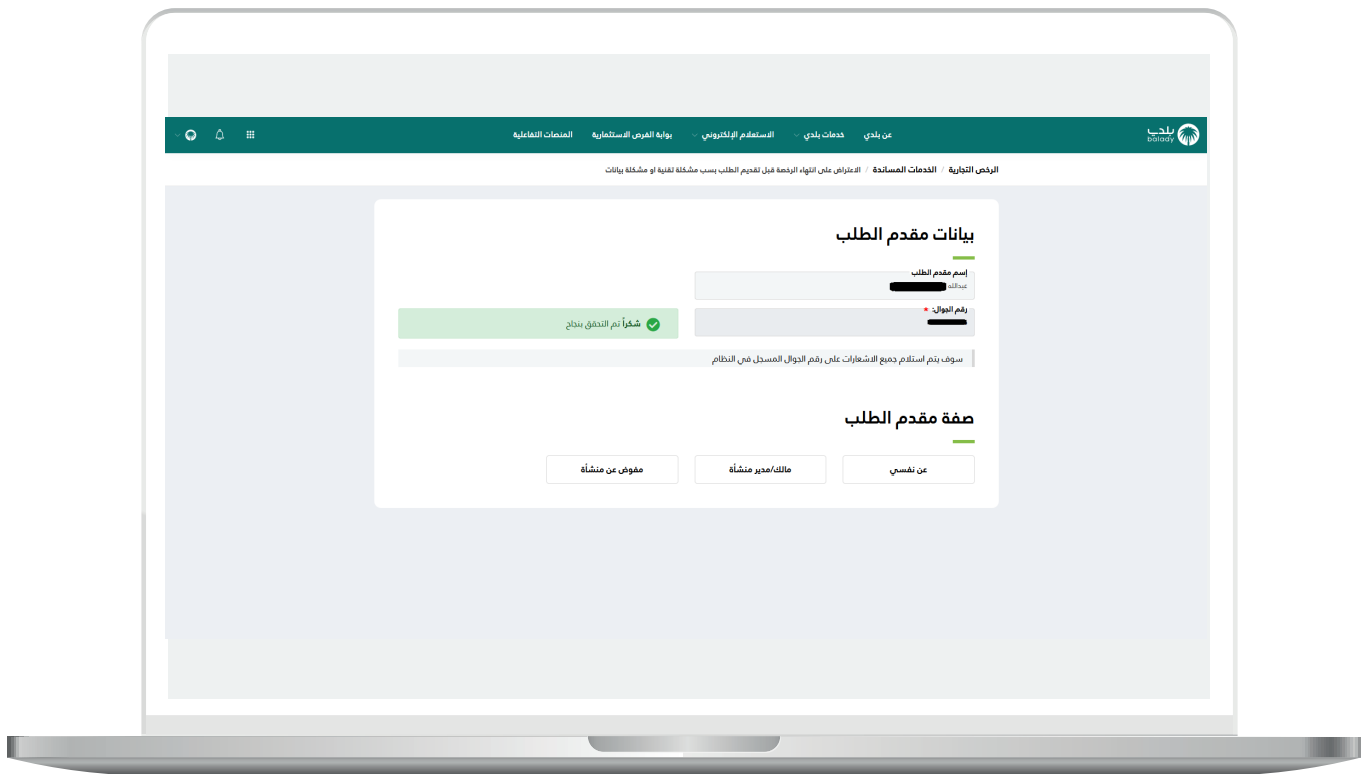 بلدي
balady
عن بلدي
خدمات بلدي
الاستعلام الإلكتروني
بوابة الفرص الاستثمارية
المنصات التفاعلية
الرخص التجارية / الخدمات المساندة / الاعتراض على انتهاء الرخصة قبل تقديم الطلب بسب مشكلة تقنية او مشكلة بيانات
بيانات مقدم الطلب
إسم مقدم الطلب
عبدالله
رقم الجوال: *
شكراً تم التحقق بنجاح
سوف يتم استلام جميع الاشعارات على رقم الجوال المسجل في النظام
صفة مقدم الطلب
عن نفسي
مالك/مدير منشأة
مفوض عن منشأة